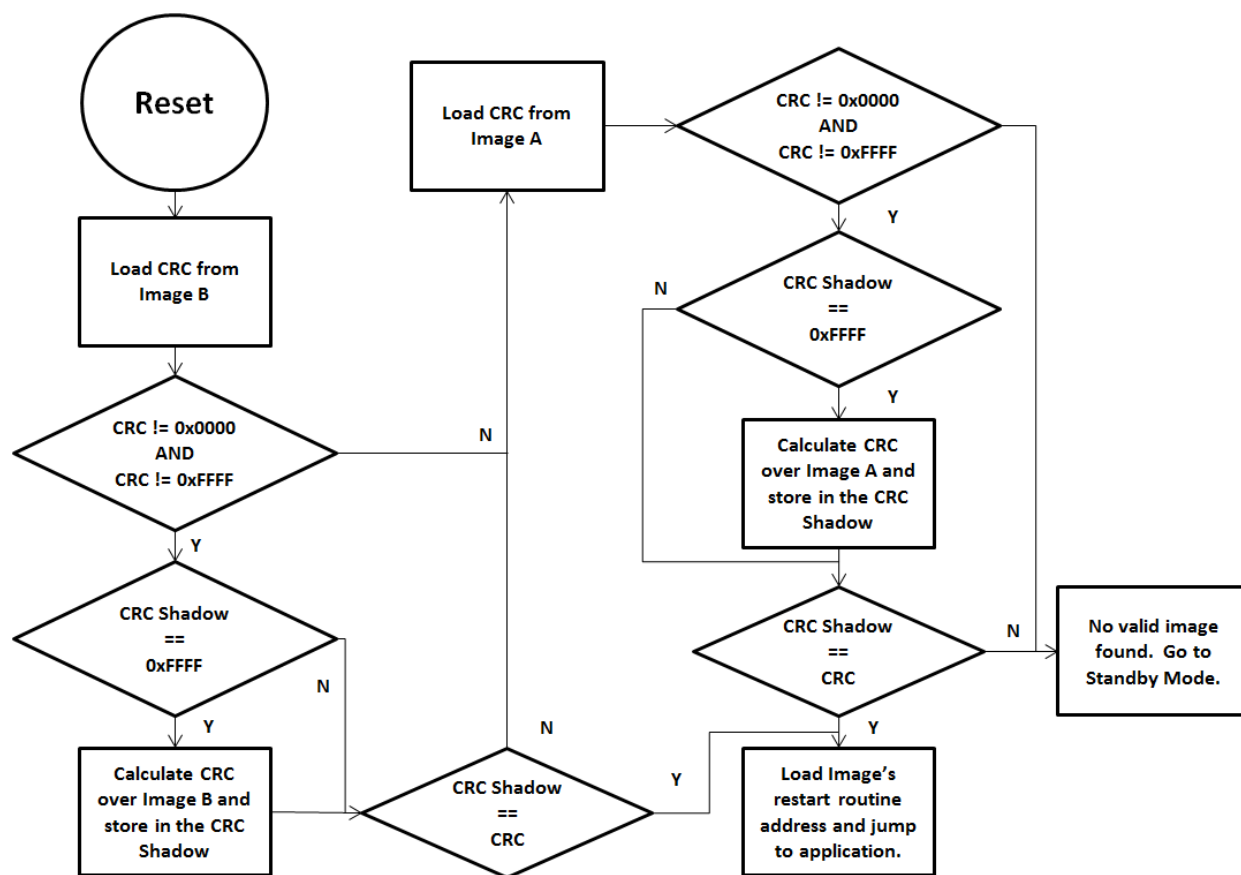 Reset
Load CRC from
Image B
CRC != 0x0000
AND
CRC != 0xFFFF
N
Y
CRC Shadow
==
0xFFFF
N
Y
Calculate CRC
over Image B and
store in the CRC
Shadow
CRC Shadow
==
CRC
N
Y
Load CRC from
Image A
CRC != 0x0000
AND
CRC != 0xFFFF
Y
CRC Shadow
==
0xFFFF
N
Y
Calculate CRC
over Image A and
store in the CRC
Shadow
CRC Shadow
==
CRC
N
Y
No valid image
found. Go to
Standby Mode.
Load Image’s
restart routine
address and jump
to application.